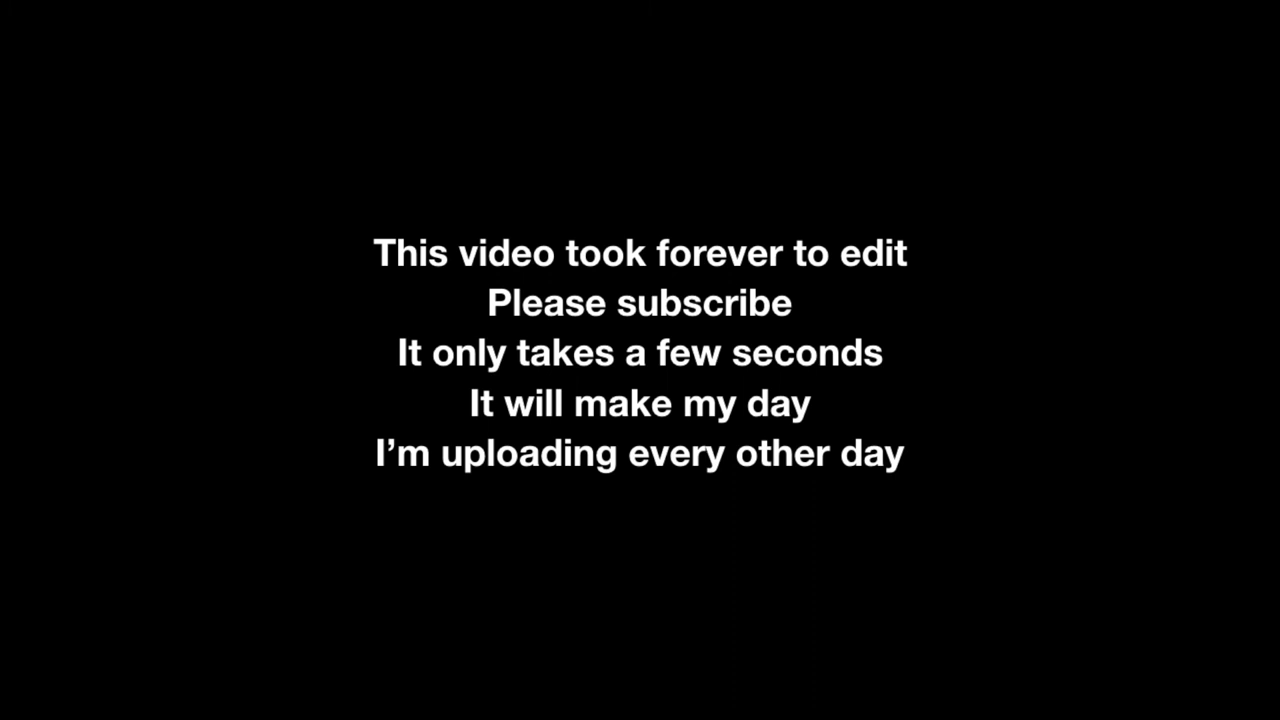 This video took forever to edit
Please subscribe
It only takes a few seconds
It will make my day
I’m uploading every other day